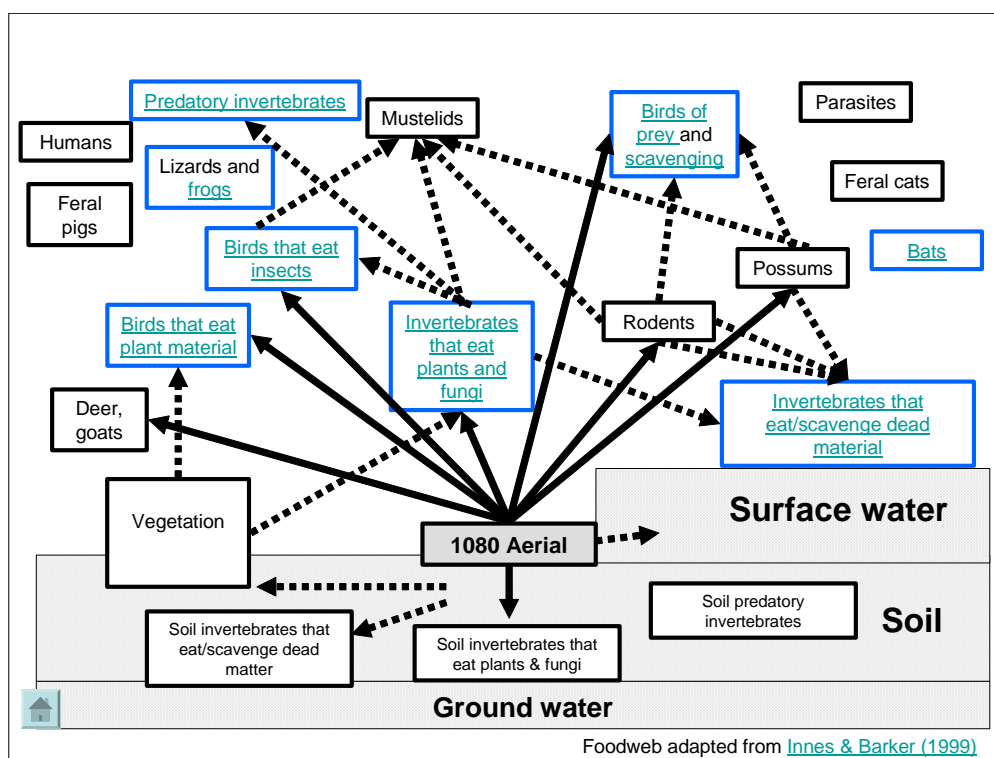 Predatory invertebrates
Mustelids
Birds of
prey and
scavenging
Parasites
Humans
Lizards and
frogs
Feral cats
Feral
pigs
Birds that eat
insects
Bats
Possums
Birds that eat
plant material
Invertebrates
that eat
plants and
fungi
Rodents
Deer,
goats
Invertebrates that
eat/scavenge dead
material
Vegetation
Surface water
1080 Aerial
Soil predatory
invertebrates
Soil
Soil invertebrates that
eat/scavenge dead
matter
Soil invertebrates that
eat plants & fungi
Ground water
Foodweb adapted from Innes & Barker (1999)